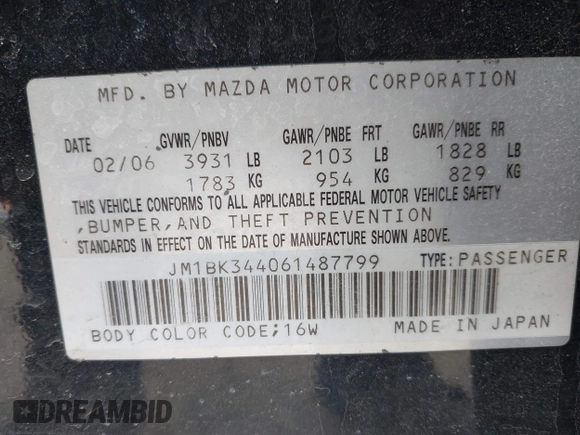 MFD. BY MAZDA MOTOR CORPORATION
DATE GVWR/PNBV GAWR/PNBE FRT GAWR/PNBE RR
02/06 3931 LB 2103 LB 1828 LB
1783 KG 954 KG 829 KG
THIS VEHICLE CONFORMS TO ALL APPLICABLE FEDERAL MOTOR VEHICLE SAFETY
,BUMPER,AND THEFT PREVENTION
STANDARDS IN EFFECT ON THE DATE OF MANUFACTURE SHOWN ABOVE.
JM1BK344061487799 TYPE: PASSENGER
BODY COLOR CODE;16W MADE IN JAPAN
DREAMBID